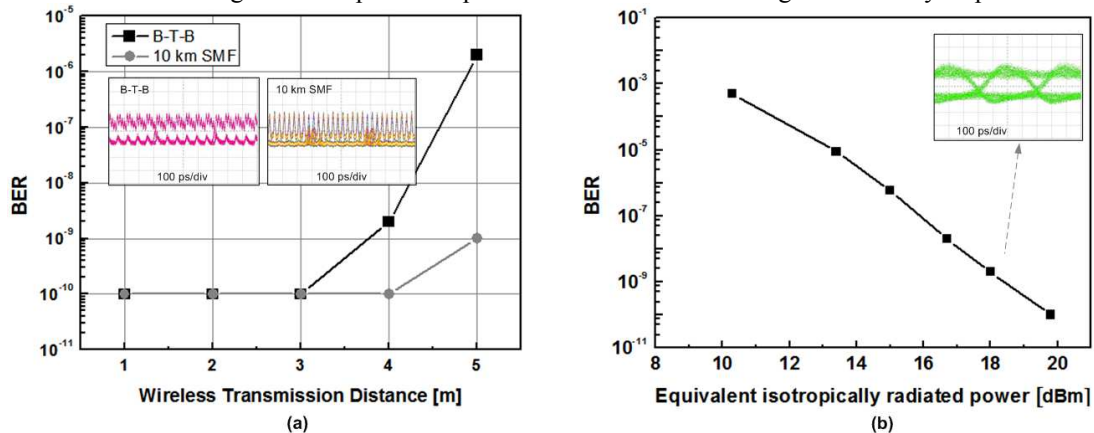 B-T-B
10 km SMF
B-T-B
100 ps/div
10 km SMF
100 ps/div
BER
10-5
10-6
10-7
10-8
10-9
10-10
10-11
1 2 3 4 5
Wireless Transmission Distance [m]
(a)
100 ps/div
BER
10-1
10-3
10-5
10-7
10-9
10-11
8 10 12 14 16 18 20
Equivalent isotropically radiated power [dBm]
(b)